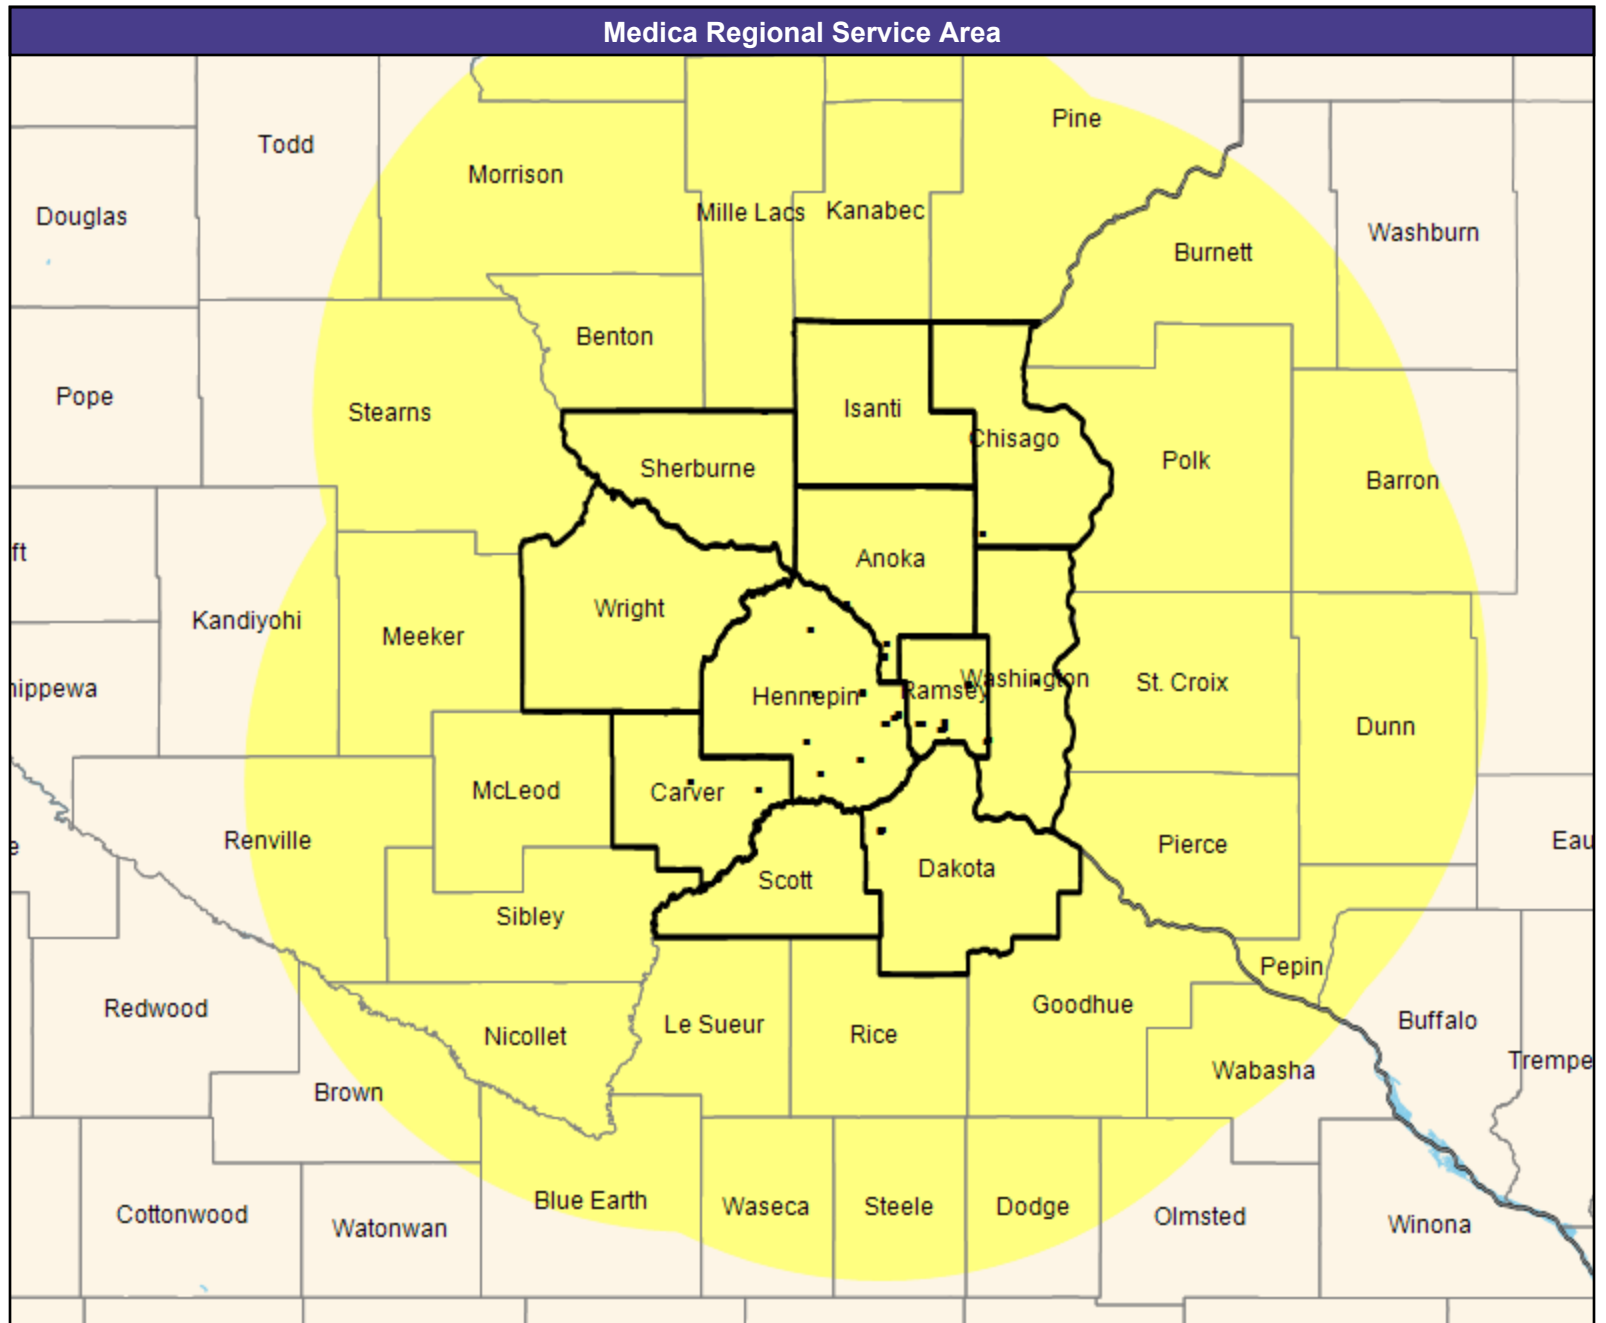 Medica Regional Service Area
Pine
Todd
Morrison
Mille Lacs
Kanabec
Douglas
Washburn
Burnett
Benton
Pope
Stearns
Isanti
Chisago
Sherburne
Polk
Barron
ft
Anoka
Wright
Kandiyohi
Meeker
Washington
St. Croix
hippewa
Hennepin
Ramsey
Dunn
McLeod
Carver
Renville
e
Pierce
Eau
Scott
Dakota
Sibley
Pepin
Redwood
Goodhue
Buffalo
Le Sueur
Rice
Nicollet
Trempe
Wabasha
Brown
Blue Earth
Waseca
Steele
Dodge
Cottonwood
Watonwan
Olmsted
Winona